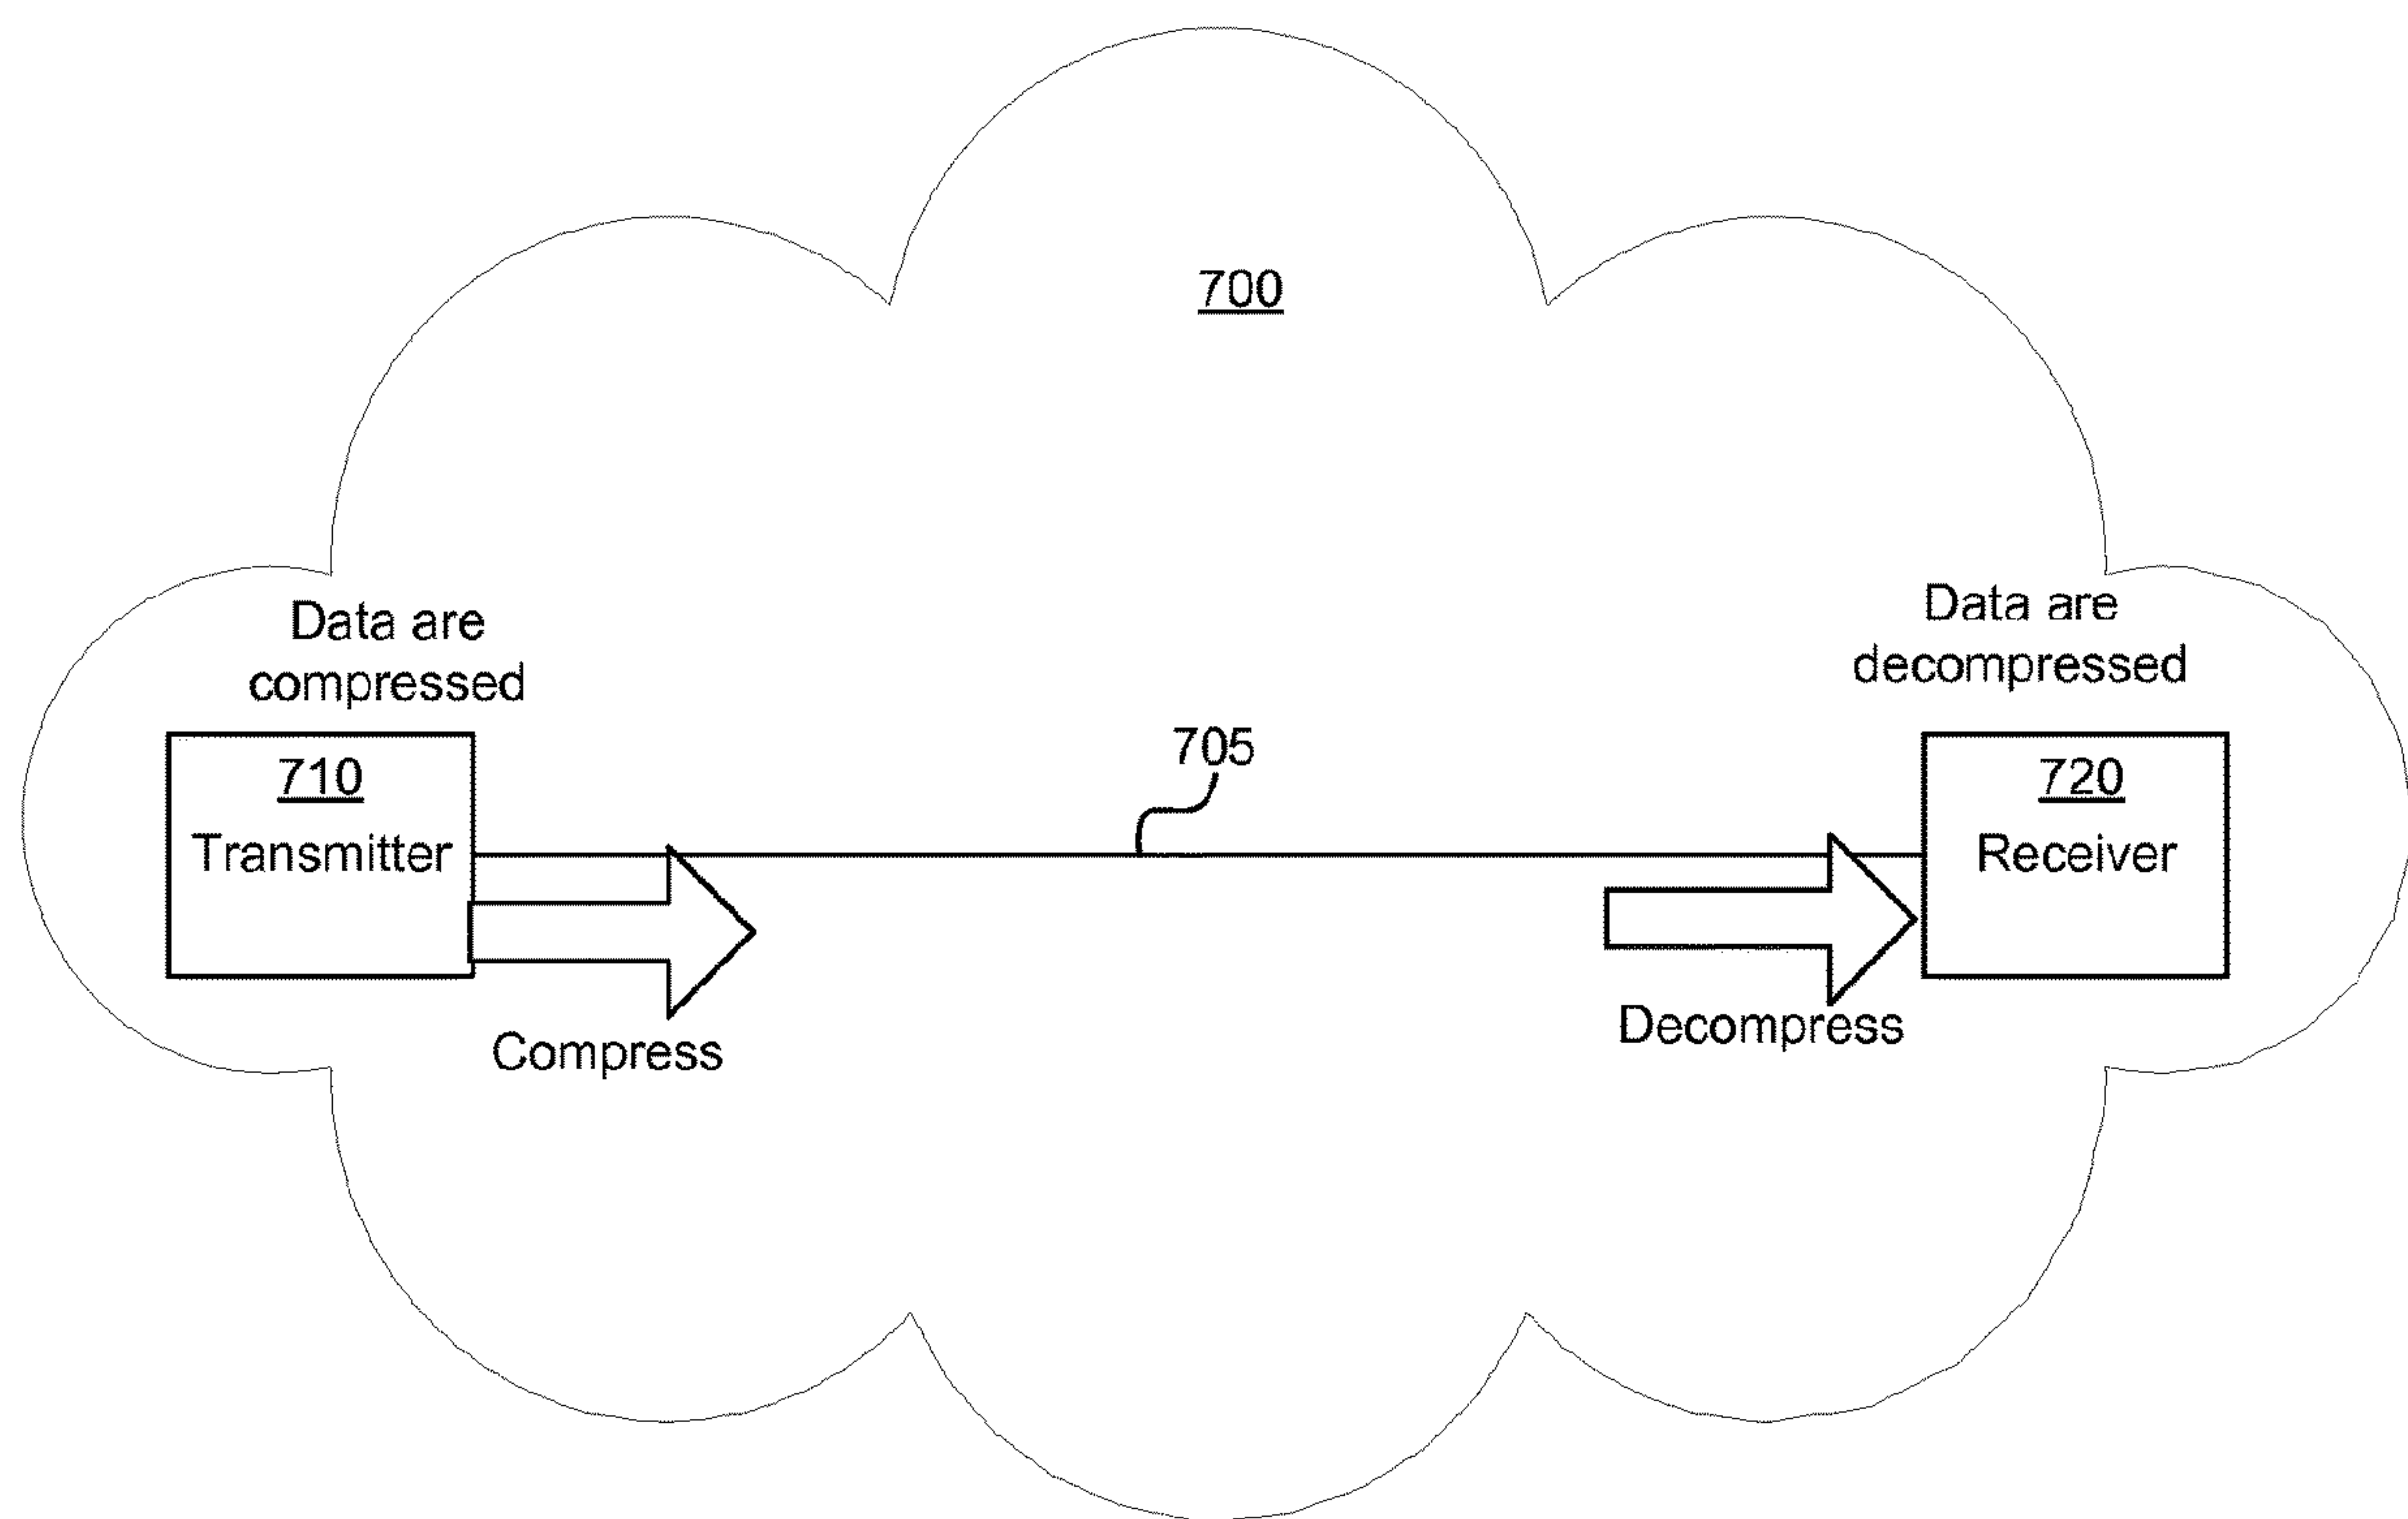 700
Data are
compressed
Data are
decompressed
705
710
Transmitter
720
Receiver
Compress
Decompress